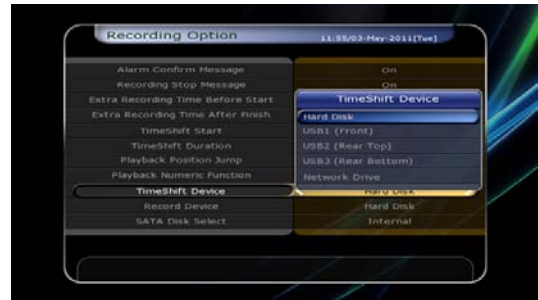 Recording Option
11:55/03-May-2011[Tue]
Alarm Confirm Message On
Recording Stop Message On
Extra Recording Time Before Start
Extra Recording Time After Finish
TimeShift Start
TimeShift Duration
Playback Position Jump
Playback Numeric Function
TimeShift Device Hard Disk
Record Device Hard Disk
SATA Disk Select Internal
TimeShift Device
Hard Disk
USB1 (Front)
USB2 (Rear Top)
USB3 (Rear Bottom)
Network Drive